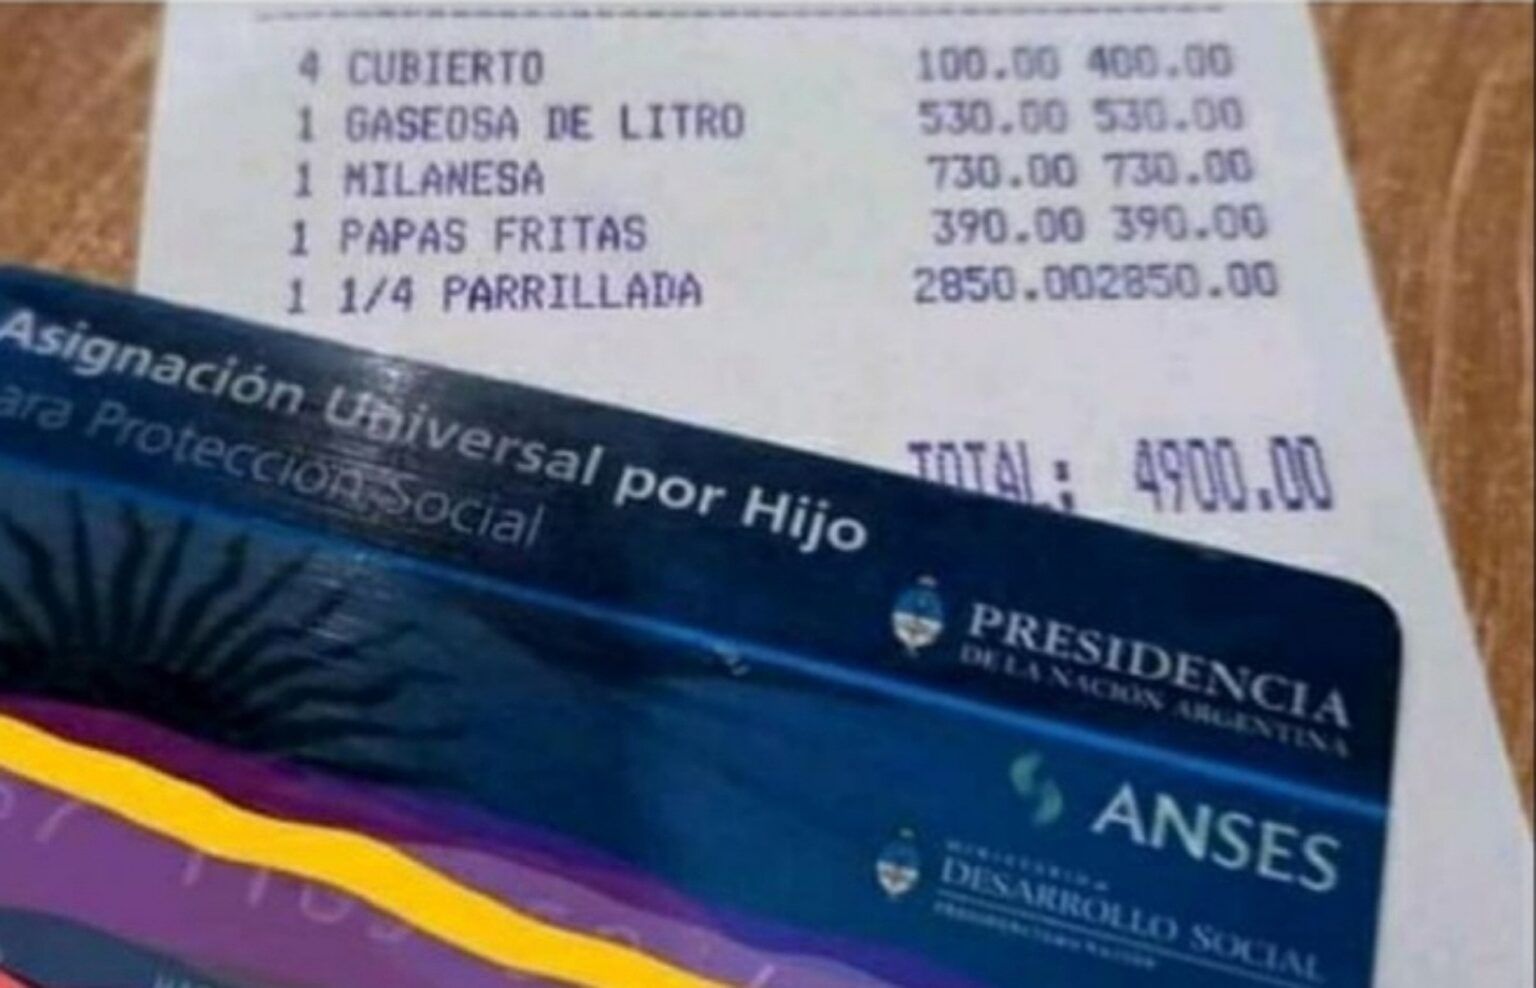 4 CUBIERTO 100.00 400.00
1 GASEOSA DE LITRO 530.00 530.00
1 MILANESA 730.00 730.00
1 PAPAS FRITAS 390.00 390.00
1 1/4 PARRILLADA 2850.002850.00
TOTAL: 4900.00
Asignación Universal por Hijo
ara Protección Social
PRESIDENCIA
DE LA NACIÓN ARGENTINA
ANSES
MINISTERIO DE
DESARROLLO SOCIAL